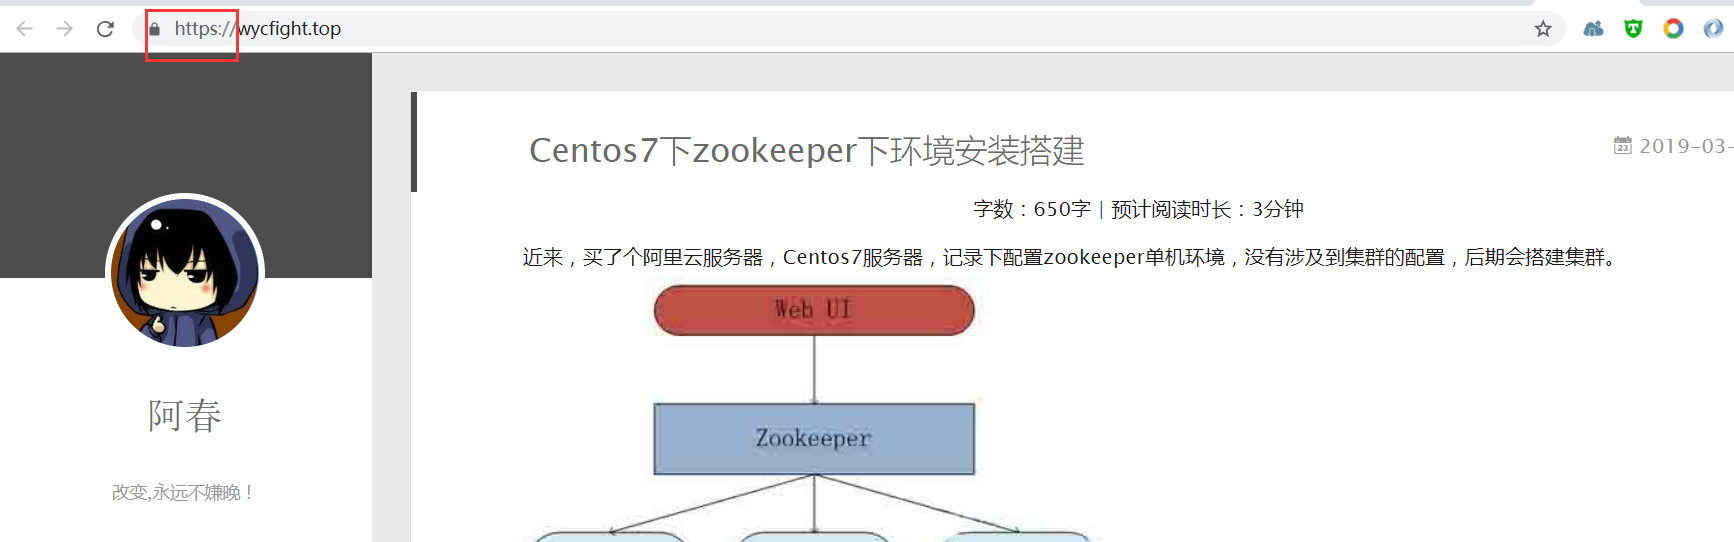 https://wycfight.top
Centos7下zookeeper下环境安装搭建
23 2019-03-
字数：650字 | 预计阅读时长：3分钟
近来，买了个阿里云服务器，Centos7服务器，记录下配置zookeeper单机环境，没有涉及到集群的配置，后期会搭建集群。
Web UI
Zookeeper
阿春
改变,永远不嫌晚！